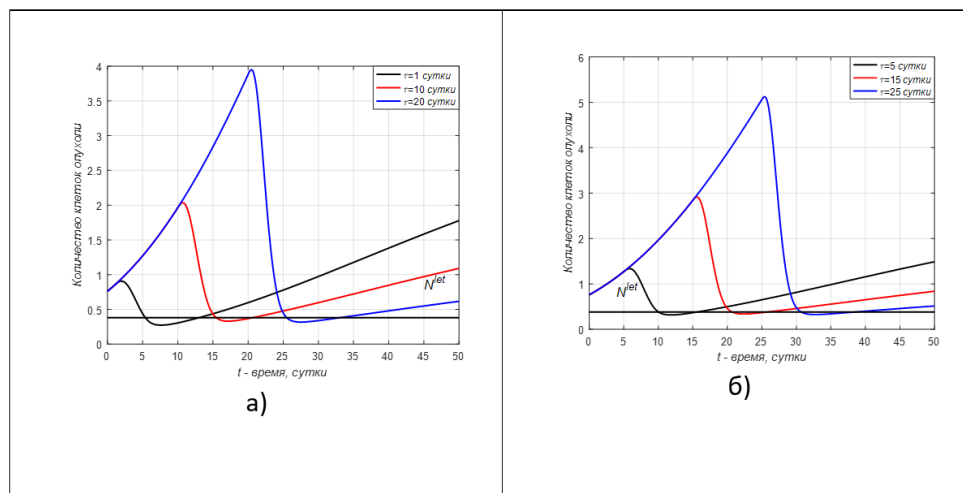 4
3.5
3
2.5
2
1.5
1
0.5
0
0 5 10 15 20 25 30 35 40 45 50
Количество клеток опухоли
t - время, сутки
τ=1 сутки
τ=10 сутки
τ=20 сутки
N^let
а)
6
5
4
3
2
1
0
0 5 10 15 20 25 30 35 40 45 50
Количество клеток опухоли
t - время, сутки
τ=5 сутки
τ=15 сутки
τ=25 сутки
N^let
б)